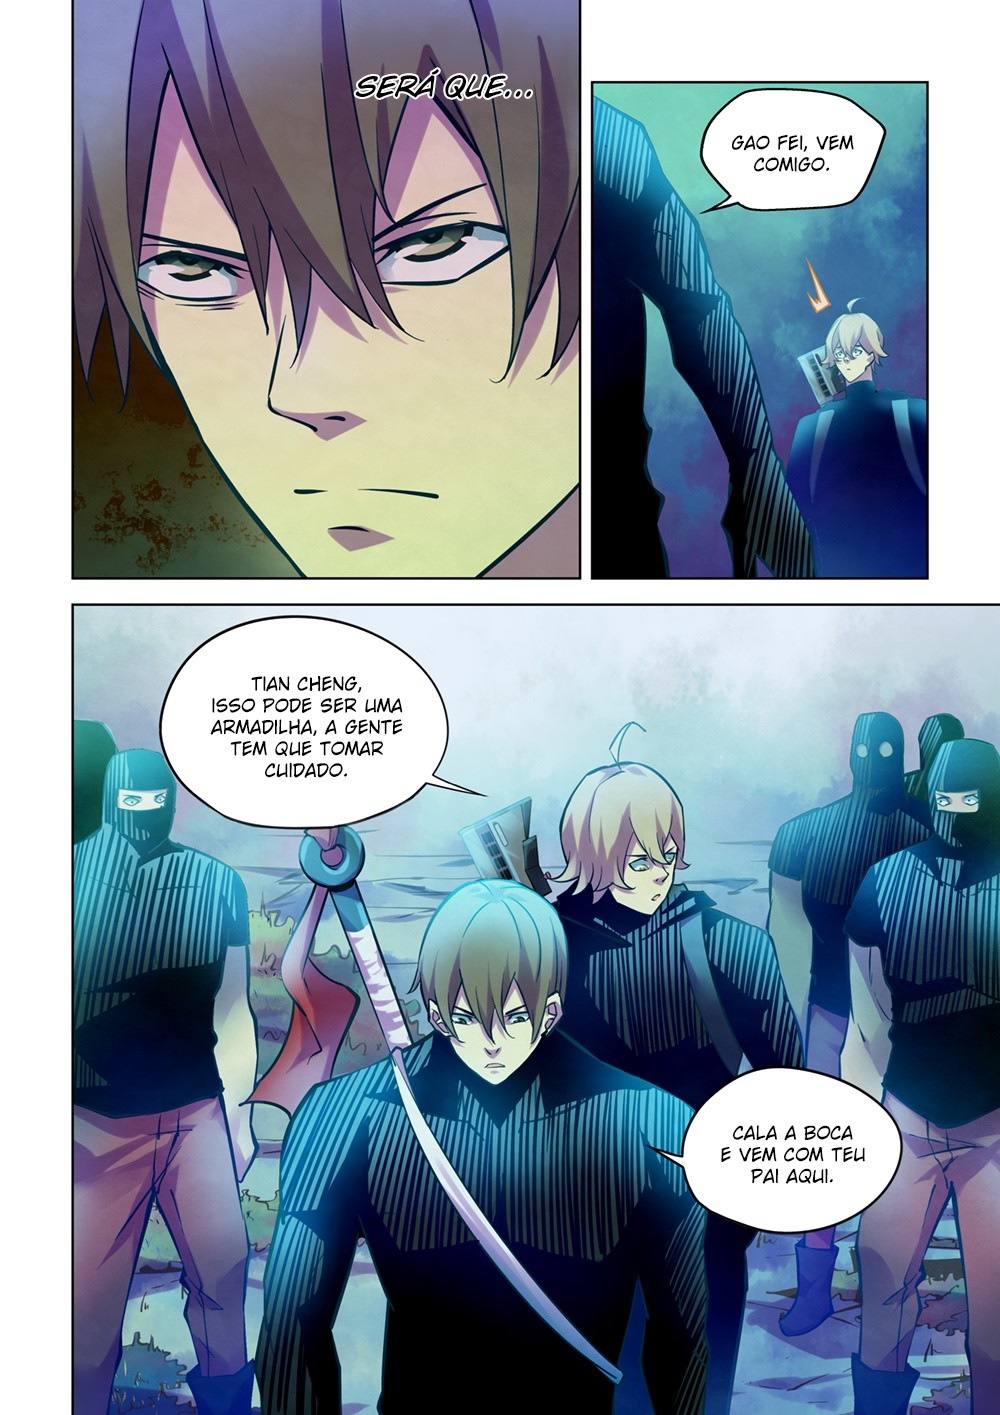 SERÁ QUE...
GAO FEI, VEM
COMIGO.
TIAN CHENG,
ISSO PODE SER UMA
ARMADILHA, A GENTE
TEM QUE TOMAR
CUIDADO.
CALA A BOCA
E VEM COM TEU
PAI AQUI.